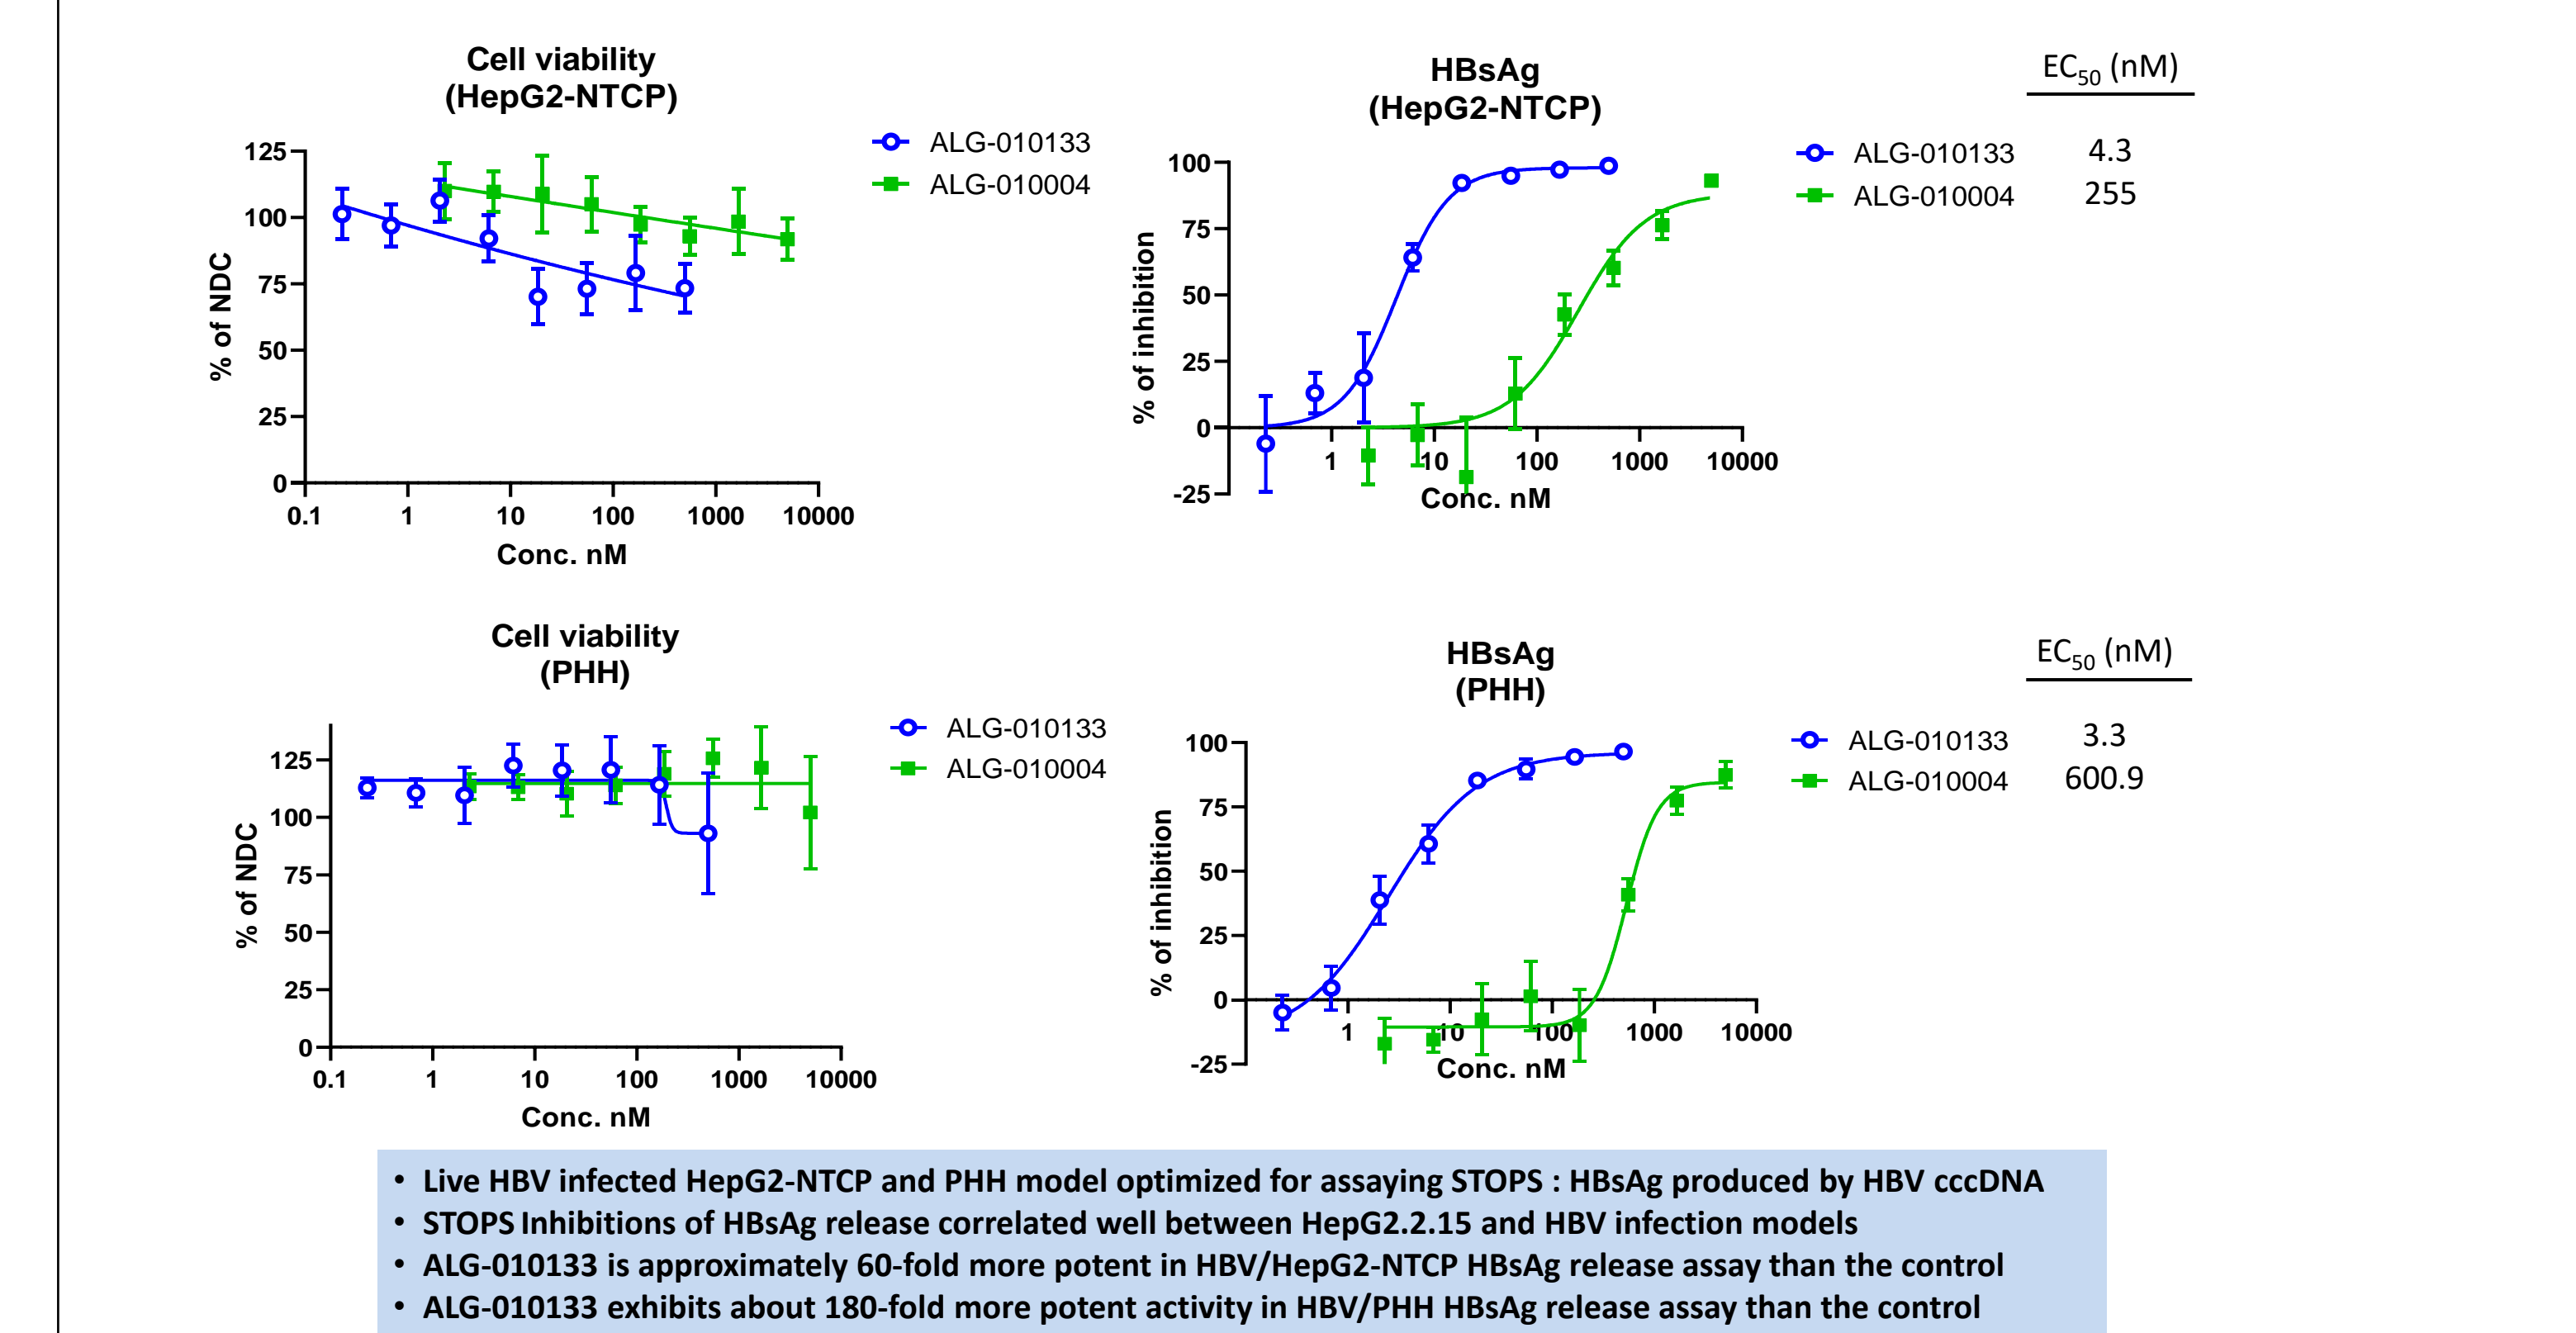 Cell viability
(HepG2-NTCP)
% of NDC
125
100
75
50
25
0
0.1 1 10 100 1000 10000
Conc. nM
ALG-010133
ALG-010004
HBsAg
(HepG2-NTCP)
% of inhibition
100
75
50
25
0
-25
1 10 100 1000 10000
Conc. nM
EC50 (nM)
ALG-010133 4.3
ALG-010004 255
Cell viability
(PHH)
% of NDC
125
100
75
50
25
0
0.1 1 10 100 1000 10000
Conc. nM
ALG-010133
ALG-010004
HBsAg
(PHH)
% of inhibition
100
75
50
25
0
-25
1 10 100 1000 10000
Conc. nM
EC50 (nM)
ALG-010133 3.3
ALG-010004 600.9
• Live HBV infected HepG2-NTCP and PHH model optimized for assaying STOPS : HBsAg produced by HBV cccDNA
• STOPS Inhibitions of HBsAg release correlated well between HepG2.2.15 and HBV infection models
• ALG-010133 is approximately 60-fold more potent in HBV/HepG2-NTCP HBsAg release assay than the control
• ALG-010133 exhibits about 180-fold more potent activity in HBV/PHH HBsAg release assay than the control